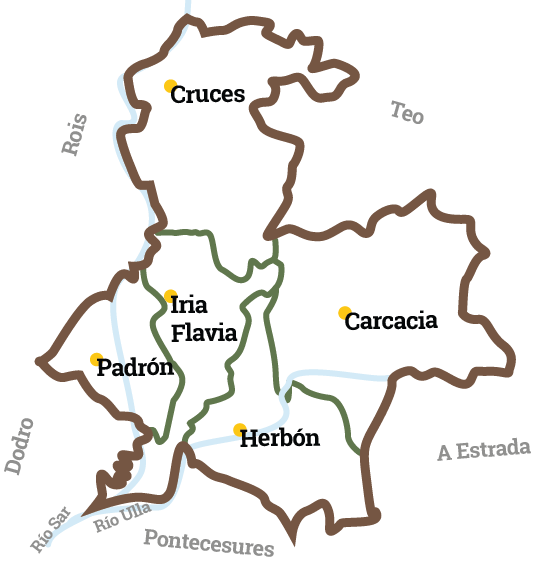 Cruces
Teo
Rois
Iria
Flavia
Carcacia
Padrón
Herbón
Dodro
A Estrada
Río Sar
Río Ulla
Pontecesures